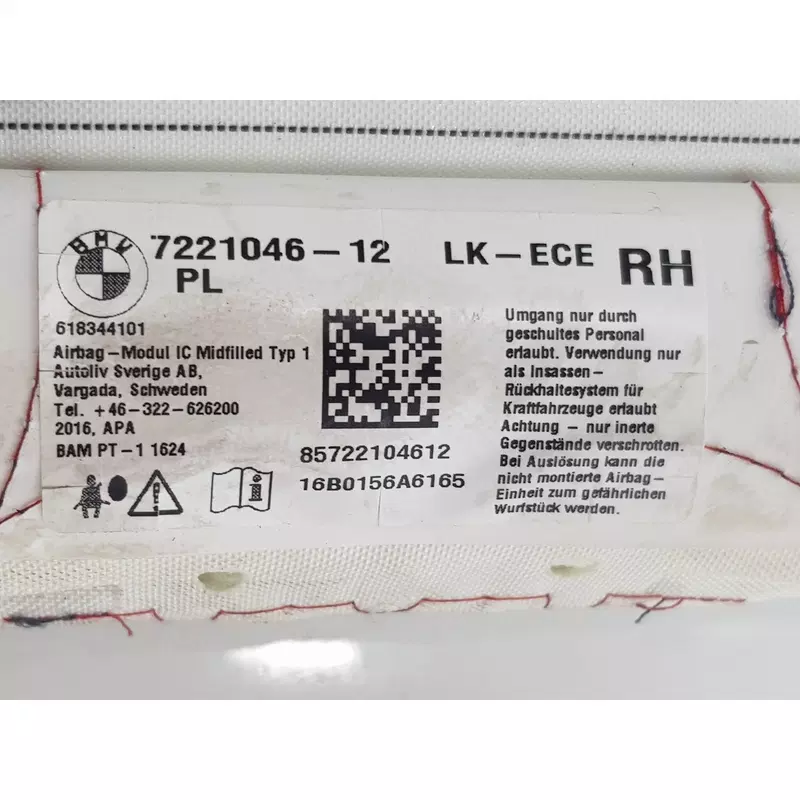 BMW
7221046-12 LK-ECE RH
PL
618344101
Airbag-Modul IC Midfilled Typ 1
Autoliv Sverige AB,
Vargada, Schweden
Tel. +46-322-626200
2016, APA
BAM PT-1 1624
85722104612
16B0156A6165
Umgang nur durch
geschultes Personal
erlaubt. Verwendung nur
als Insassen-
Rückhaltesystem für
Kraftfahrzeuge erlaubt
Achtung - nur inerte
Gegenstände verschrotten.
Bei Auslösung kann die
nicht montierte Airbag-
Einheit zum gefährlichen
Wurfstück werden.